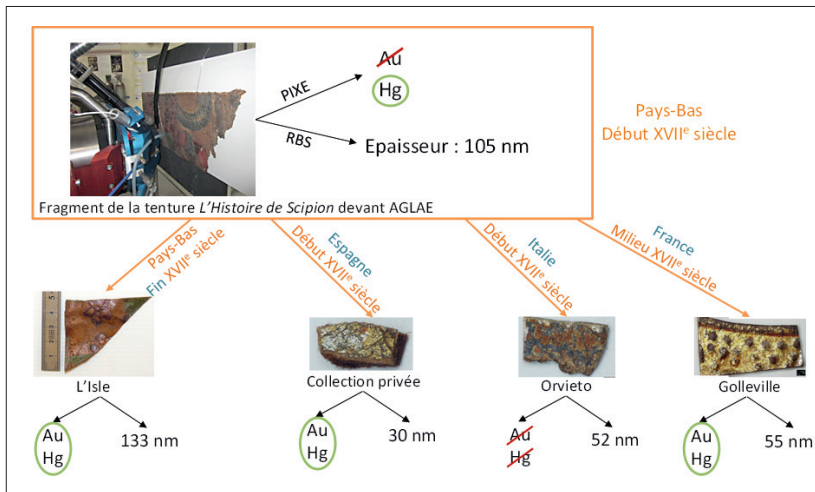 PIXE
RBS
Au
Hg
Epaisseur : 105 nm
Fragment de la tenture L'Histoire de Scipion devant AGLAE
Pays-Bas
Début XVIIᵉ siècle
Pays-Bas
Fin XVIIᵉ siècle
Espagne
Début XVIIᵉ siècle
Italie
Début XVIIᵉ siècle
France
Milieu XVIIᵉ siècle
L'Isle
Collection privée
Orvieto
Golleville
Au
Hg
133 nm
Au
Hg
30 nm
Au
Hg
52 nm
Au
Hg
55 nm